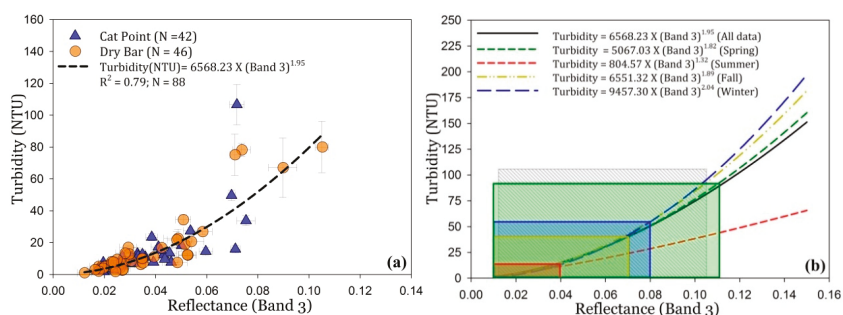 160
140
120
100
80
60
40
20
0
Turbidity (NTU)
Cat Point (N =42)
Dry Bar (N = 46)
Turbidity(NTU)= 6568.23 X (Band 3)^1.95
R² = 0.79; N = 88
(a)
0.00 0.02 0.04 0.06 0.08 0.10 0.12 0.14
Reflectance (Band 3)
250
225
200
175
150
125
100
75
50
25
0
Turbidity (NTU)
Turbidity = 6568.23 X (Band 3)^1.95 (All data)
Turbidity = 5067.03 X (Band 3)^1.82 (Spring)
Turbidity = 804.57 X (Band 3)^1.32 (Summer)
Turbidity = 6551.32 X (Band 3)^1.89 (Fall)
Turbidity = 9457.30 X (Band 3)^2.04 (Winter)
(b)
0.00 0.02 0.04 0.06 0.08 0.10 0.12 0.14 0.16
Reflectance (Band 3)